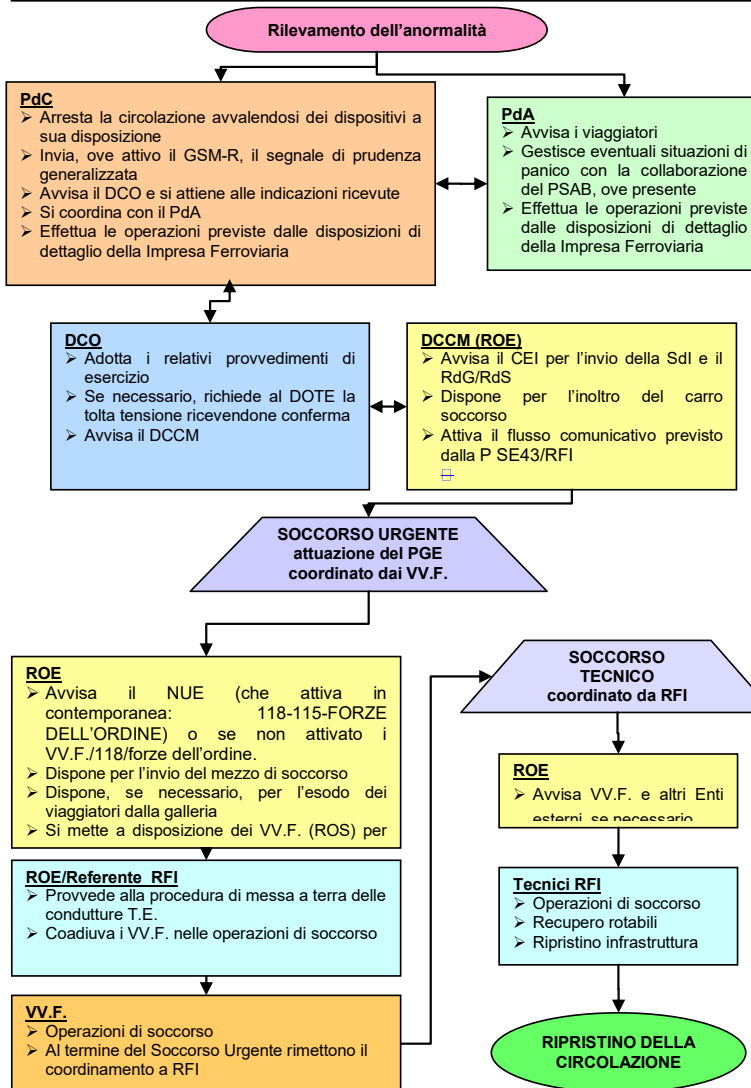 Rilevamento dell'anormalità
PdC
➢ Arresta la circolazione avvalendosi dei dispositivi a
sua disposizione
➢ Invia, ove attivo il GSM-R, il segnale di prudenza
generalizzata
➢ Avvisa il DCO e si attiene alle indicazioni ricevute
➢ Si coordina con il PdA
➢ Effettua le operazioni previste dalle disposizioni di
dettaglio della Impresa Ferroviaria
PdA
➢ Avvisa i viaggiatori
➢ Gestisce eventuali situazioni di
panico con la collaborazione
del PSAB, ove presente
➢ Effettua le operazioni previste
dalle disposizioni di dettaglio
della Impresa Ferroviaria
DCO
➢ Adotta i relativi provvedimenti di
esercizio
➢ Se necessario, richiede al DOTE la
tolta tensione ricevendone conferma
➢ Avvisa il DCCM
DCCM (ROE)
➢ Avvisa il CEI per l'invio della SdI e il
RdG/RdS
➢ Dispone per l'inoltro del carro
soccorso
➢ Attiva il flusso comunicativo previsto
dalla P SE43/RFI
SOCCORSO URGENTE
attuazione del PGE
coordinato dai VV.F.
ROE
➢ Avvisa il NUE (che attiva in
contemporanea: 118-115-FORZE
DELL'ORDINE) o se non attivato i
VV.F./118/forze dell'ordine.
➢ Dispone per l'invio del mezzo di soccorso
➢ Dispone, se necessario, per l'esodo dei
viaggiatori dalla galleria
➢ Si mette a disposizione dei VV.F. (ROS) per
ROE/Referente RFI
➢ Provvede alla procedura di messa a terra delle
condutture T.E.
➢ Coadiuva i VV.F. nelle operazioni di soccorso
VV.F.
➢ Operazioni di soccorso
➢ Al termine del Soccorso Urgente rimettono il
coordinamento a RFI
SOCCORSO
TECNICO
coordinato da RFI
ROE
➢ Avvisa VV.F. e altri Enti
esterni, se necessario
Tecnici RFI
➢ Operazioni di soccorso
➢ Recupero rotabili
➢ Ripristino infrastruttura
RIPRISTINO DELLA
CIRCOLAZIONE